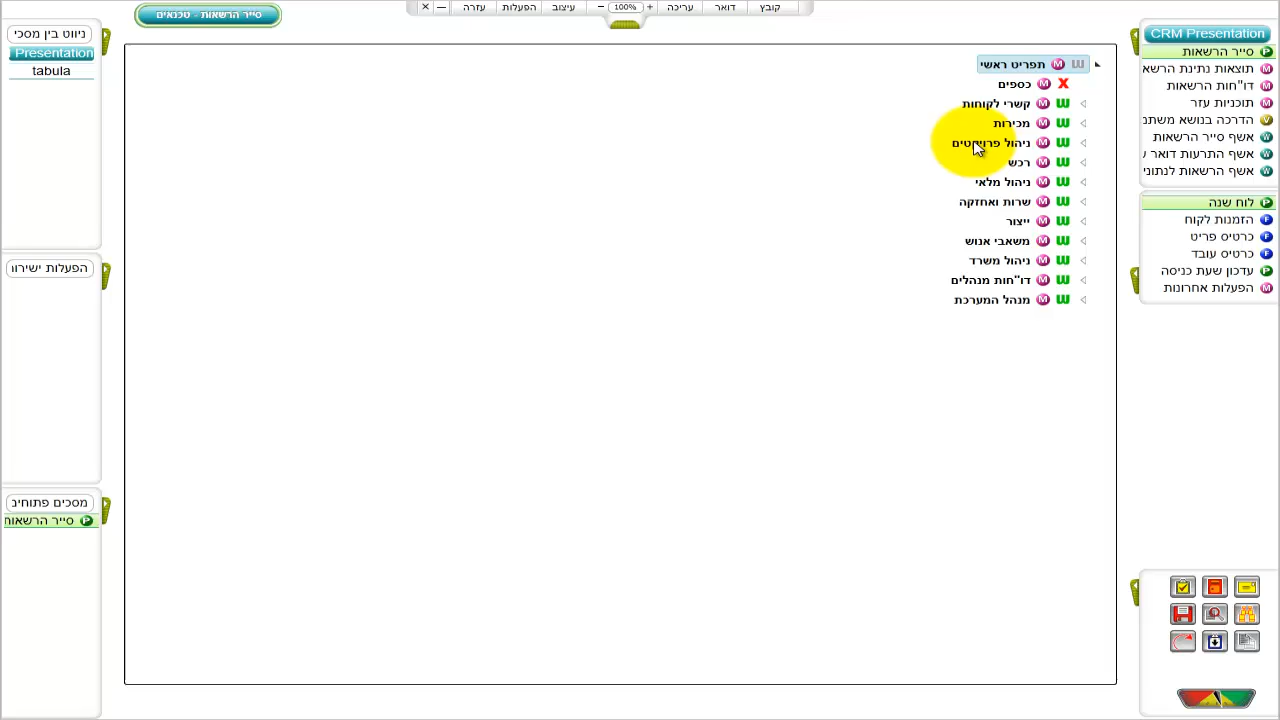 קובץ
דואר
עריכה
+ 100% −
עיצוב
הפעלות
עזרה
סייר הרשאות - טכנאים
CRM Presentation
סייר הרשאות
תוצאות נתינת הרשא
דו"חות הרשאות
תוכניות עזר
הדרכה בנושא משתמ
אשף סייר הרשאות
אשף התרעות דואר
אשף הרשאות לנתוני
לוח שנה
הזמנות לקוח
כרטיס פריט
כרטיס עובד
עדכון שעת כניסה
הפעלות אחרונות
תפריט ראשי
כספים
קשרי לקוחות
מכירות
ניהול פרויקטים
רכש
ניהול מלאי
שרות ואחזקה
ייצור
משאבי אנוש
ניהול משרד
דו"חות מנהלים
מנהל המערכת
ניווט בין מסכי
Presentation
tabula
הפעלות ישירור
מסכים פתוחינ
סייר הרשאות